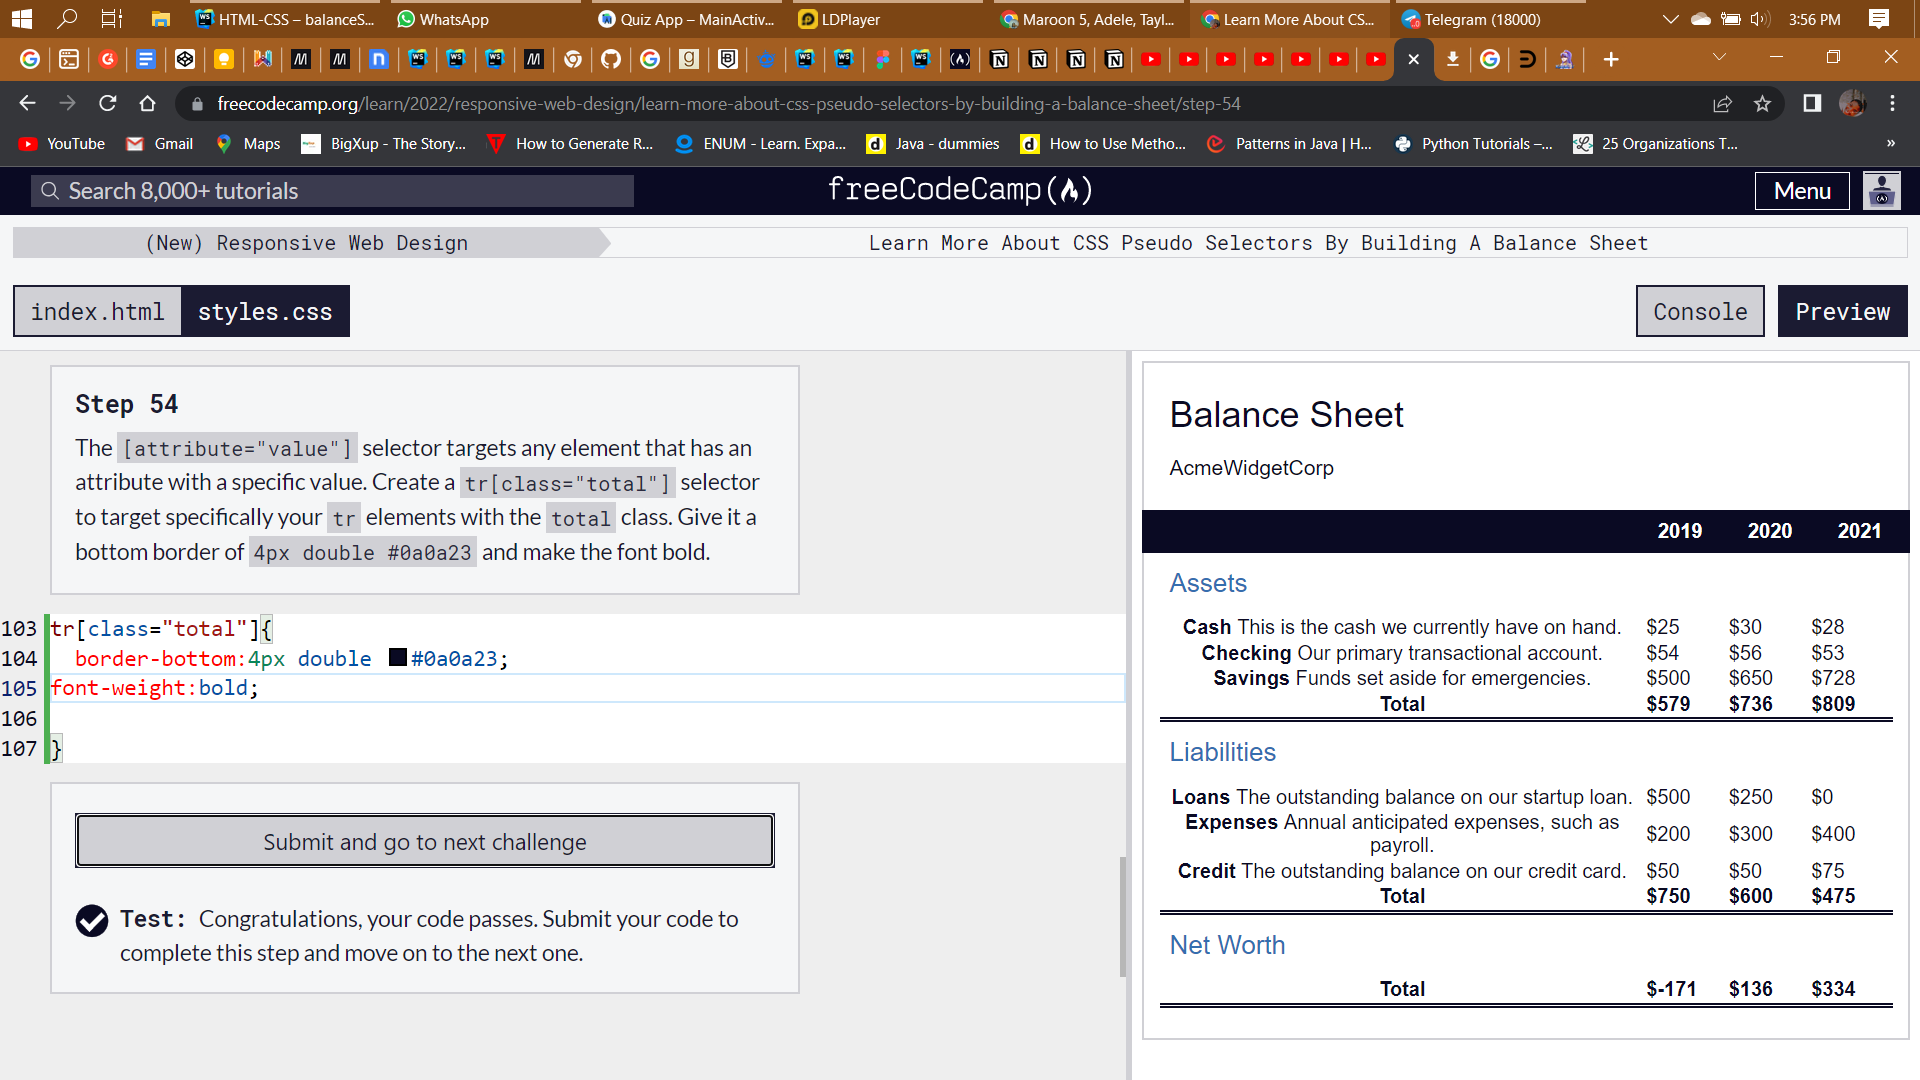 HTML-CSS – balanceS...
WhatsApp
Quiz App – MainActiv...
LDPlayer
Maroon 5, Adele, Tayl...
Learn More About CS...
Telegram (18000)
3:56 PM
freecodecamp.org/learn/2022/responsive-web-design/learn-more-about-css-pseudo-selectors-by-building-a-balance-sheet/step-54
YouTube
Gmail
Maps
BigXup - The Story...
How to Generate R...
ENUM - Learn. Expa...
Java - dummies
How to Use Metho...
Patterns in Java | H...
Python Tutorials –...
25 Organizations T...
»
Search 8,000+ tutorials
freeCodeCamp
Menu
(New) Responsive Web Design
Learn More About CSS Pseudo Selectors By Building A Balance Sheet
index.html
styles.css
Console
Preview
Step 54
The [attribute="value"] selector targets any element that has an
attribute with a specific value. Create a tr[class="total"] selector
to target specifically your tr elements with the total class. Give it a
bottom border of 4px double #0a0a23 and make the font bold.
103 tr[class="total"]{
104 border-bottom:4px double #0a0a23;
105 font-weight:bold;
106
107 }
Submit and go to next challenge
Test: Congratulations, your code passes. Submit your code to
complete this step and move on to the next one.
Balance Sheet
AcmeWidgetCorp
2019 2020 2021
Assets
Cash This is the cash we currently have on hand. $25 $30 $28
Checking Our primary transactional account. $54 $56 $53
Savings Funds set aside for emergencies. $500 $650 $728
Total $579 $736 $809
Liabilities
Loans The outstanding balance on our startup loan. $500 $250 $0
Expenses Annual anticipated expenses, such as
payroll. $200 $300 $400
Credit The outstanding balance on our credit card. $50 $50 $75
Total $750 $600 $475
Net Worth
Total $-171 $136 $334